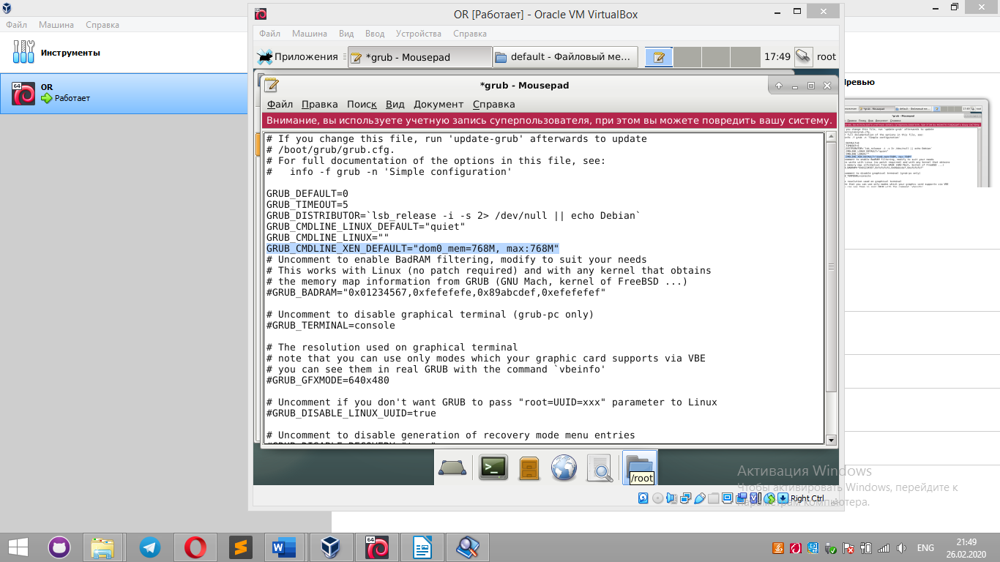 OR [Работает] - Oracle VM VirtualBox
Файл Машина Справка
Файл Машина Вид Ввод Устройства Справка
Инструменты
64
OR
Работает
Приложения
*grub - Mousepad
default - Файловый ме...
17:49
root
*grub - Mousepad
Файл Правка Поиск Вид Документ Справка
Внимание, вы используете учетную запись суперпользователя, при этом вы можете повредить вашу систему.
# If you change this file, run 'update-grub' afterwards to update
# /boot/grub/grub.cfg.
# For full documentation of the options in this file, see:
#   info -f grub -n 'Simple configuration'
GRUB_DEFAULT=0
GRUB_TIMEOUT=5
GRUB_DISTRIBUTOR=`lsb_release -i -s 2> /dev/null || echo Debian`
GRUB_CMDLINE_LINUX_DEFAULT="quiet"
GRUB_CMDLINE_LINUX=""
GRUB_CMDLINE_XEN_DEFAULT="dom0_mem=768M, max:768M"
# Uncomment to enable BadRAM filtering, modify to suit your needs
# This works with Linux (no patch required) and with any kernel that obtains
# the memory map information from GRUB (GNU Mach, kernel of FreeBSD ...)
#GRUB_BADRAM="0x01234567,0xfefefefe,0x89abcdef,0xefefefef"
# Uncomment to disable graphical terminal (grub-pc only)
#GRUB_TERMINAL=console
# The resolution used on graphical terminal
# note that you can use only modes which your graphic card supports via VBE
# you can see them in real GRUB with the command `vbeinfo'
#GRUB_GFXMODE=640x480
# Uncomment if you don't want GRUB to pass "root=UUID=xxx" parameter to Linux
#GRUB_DISABLE_LINUX_UUID=true
# Uncomment to disable generation of recovery mode menu entries
/root
Right Ctrl
Активация Windows
Чтобы активировать Windows, перейдите к
параметрам компьютера.
64
ENG
21:49
26.02.2020